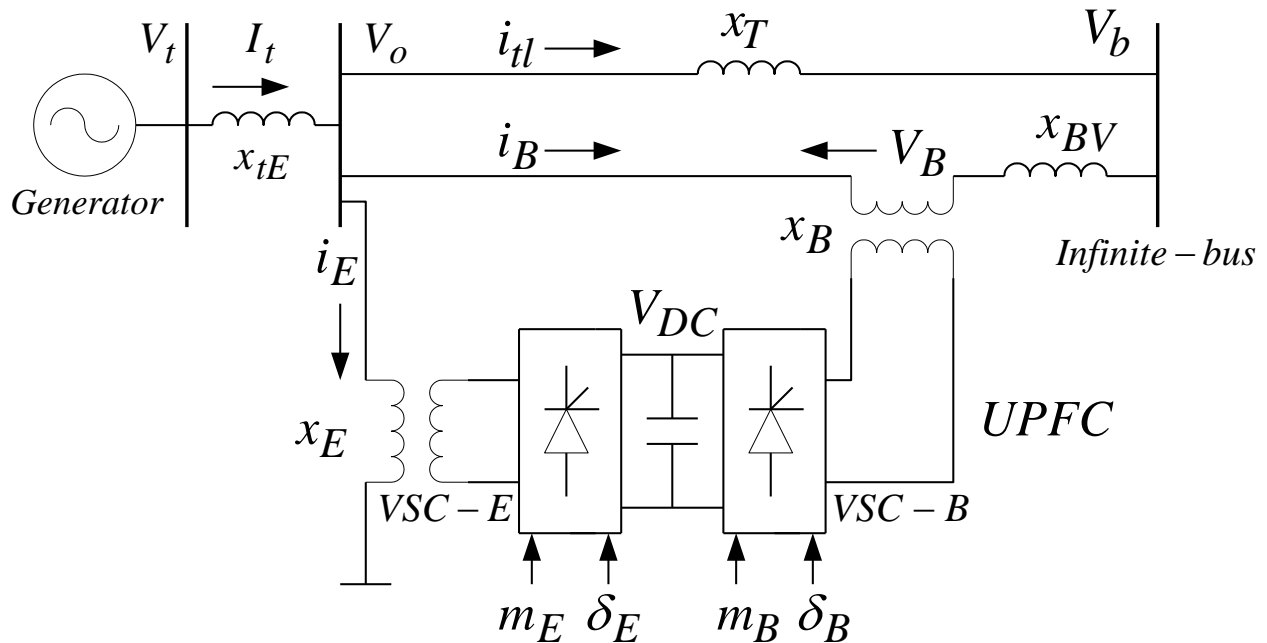 V_t
I_t
V_o
i_tl
x_T
V_b
x_tE
i_B
V_B
x_BV
Generator
x_B
Infinite – bus
i_E
V_DC
x_E
UPFC
VSC – E
VSC – B
m_E
δ_E
m_B
δ_B